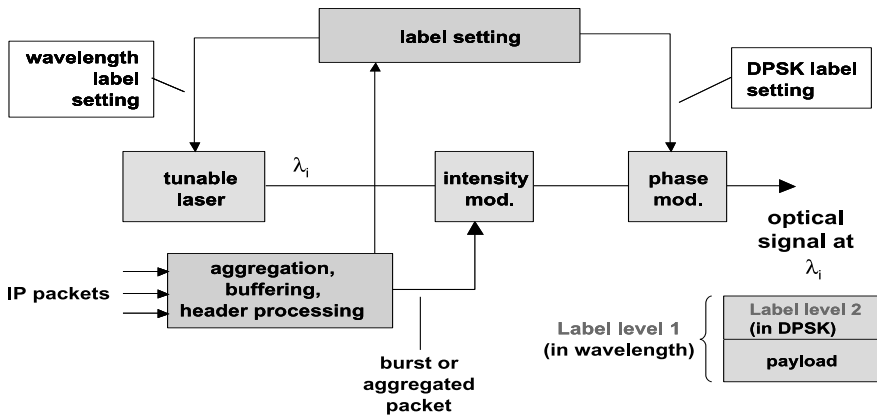 label setting
wavelength
label
setting
DPSK label
setting
tunable
laser
λi
intensity
mod.
phase
mod.
optical
signal at
λi
IP packets
aggregation,
buffering,
header processing
burst or
aggregated
packet
Label level 1
(in wavelength)
Label level 2
(in DPSK)
payload